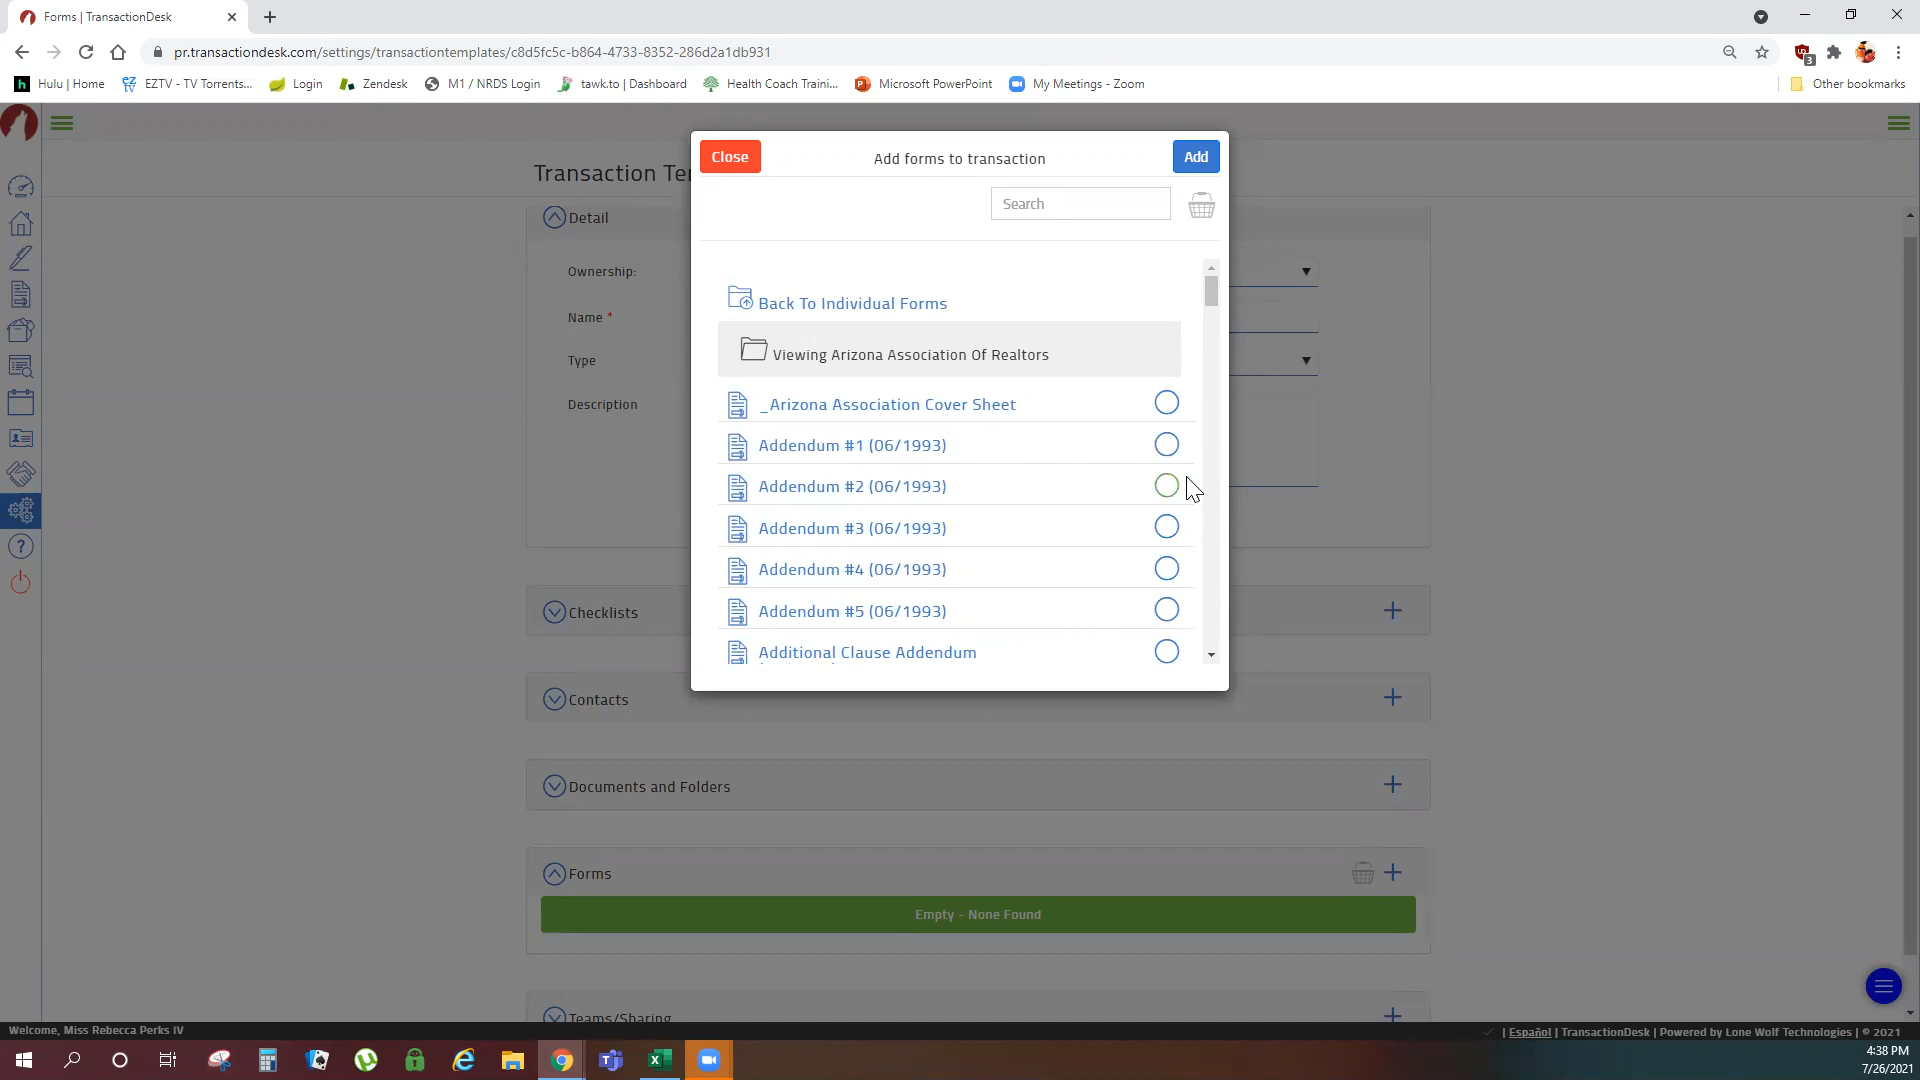 Forms | TransactionDesk
pr.transactiondesk.com/settings/transactiontemplates/c8d5fc5c-b864-4733-8352-286d2a1db931
3
Hulu | Home
EZTV - TV Torrents...
Login
Zendesk
M1 / NRDS Login
tawk.to | Dashboard
Health Coach Traini...
Microsoft PowerPoint
My Meetings - Zoom
Other bookmarks
Close
Add forms to transaction
Add
Transaction Te
Search
Detail
Ownership:
Name *
Type
Description
Back To Individual Forms
Viewing Arizona Association Of Realtors
_Arizona Association Cover Sheet
Addendum #1 (06/1993)
Addendum #2 (06/1993)
Addendum #3 (06/1993)
Addendum #4 (06/1993)
Addendum #5 (06/1993)
Additional Clause Addendum
Checklists
Contacts
Documents and Folders
Forms
Empty - None Found
Teams/Sharing
Welcome, Miss Rebecca Perks IV
| Español | TransactionDesk | Powered by Lone Wolf Technologies | © 2021
4:38 PM
7/26/2021